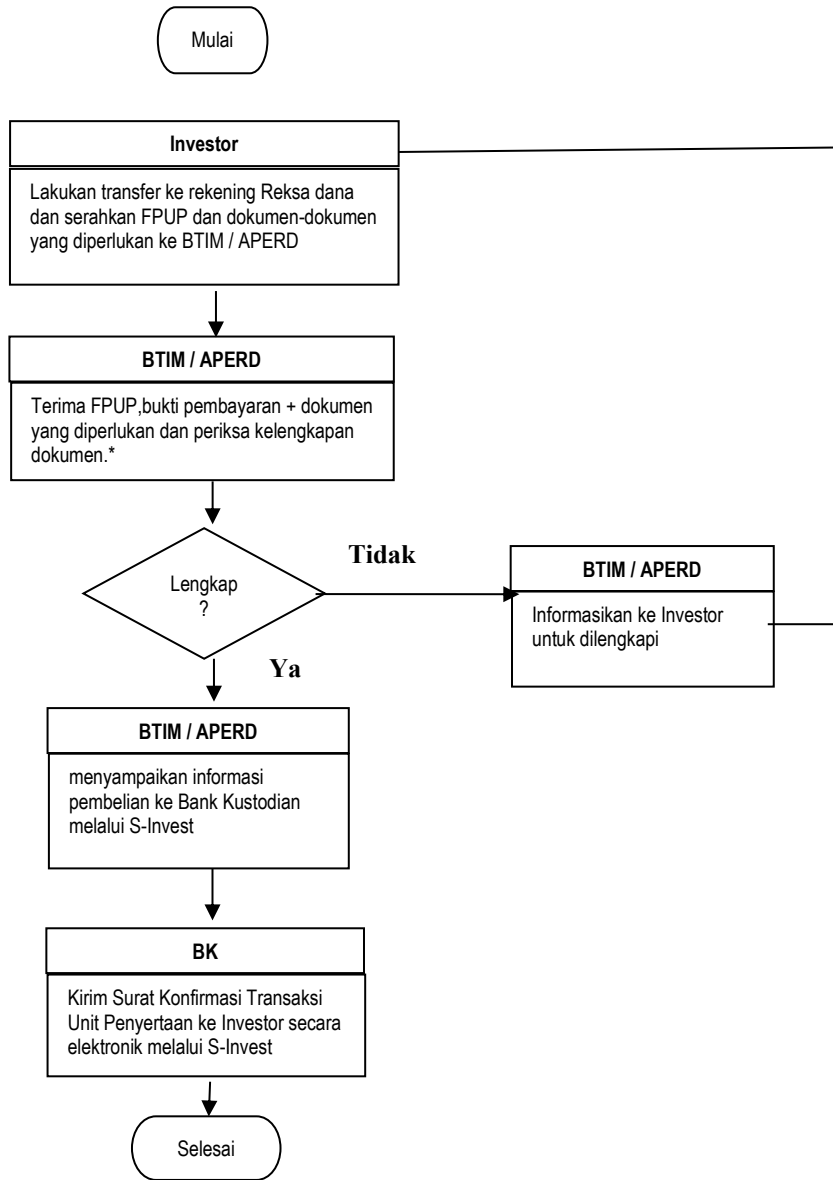 Mulai
Investor
Lakukan transfer ke rekening Reksa dana
dan serahkan FPUP dan dokumen-dokumen
yang diperlukan ke BTIM / APERD
BTIM / APERD
Terima FPUP,bukti pembayaran + dokumen
yang diperlukan dan periksa kelengkapan
dokumen.*
Lengkap
?
Tidak
BTIM / APERD
Informasikan ke Investor
untuk dilengkapi
Ya
BTIM / APERD
menyampaikan informasi
pembelian ke Bank Kustodian
melalui S-Invest
BK
Kirim Surat Konfirmasi Transaksi
Unit Penyertaan ke Investor secara
elektronik melalui S-Invest
Selesai